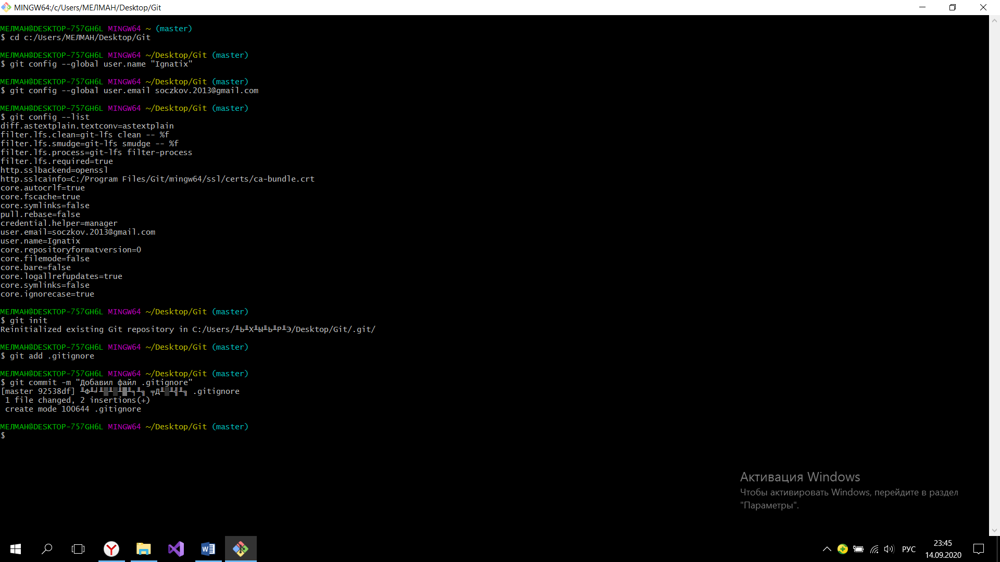 MINGW64:/c/Users/МЕЛМАН/Desktop/Git
МЕЛМАН@DESKTOP-757GH6L MINGW64 ~ (master)
$ cd c:/Users/МЕЛМАН/Desktop/Git
МЕЛМАН@DESKTOP-757GH6L MINGW64 ~/Desktop/Git (master)
$ git config --global user.name "Ignatix"
МЕЛМАН@DESKTOP-757GH6L MINGW64 ~/Desktop/Git (master)
$ git config --global user.email soczkov.2013@gmail.com
МЕЛМАН@DESKTOP-757GH6L MINGW64 ~/Desktop/Git (master)
$ git config --list
diff.astextplain.textconv=astextplain
filter.lfs.clean=git-lfs clean -- %f
filter.lfs.smudge=git-lfs smudge -- %f
filter.lfs.process=git-lfs filter-process
filter.lfs.required=true
http.sslbackend=openssl
http.sslcainfo=C:/Program Files/Git/mingw64/ssl/certs/ca-bundle.crt
core.autocrlf=true
core.fscache=true
core.symlinks=false
pull.rebase=false
credential.helper=manager
user.email=soczkov.2013@gmail.com
user.name=Ignatix
core.repositoryformatversion=0
core.filemode=false
core.bare=false
core.logallrefupdates=true
core.symlinks=false
core.ignorecase=true
МЕЛМАН@DESKTOP-757GH6L MINGW64 ~/Desktop/Git (master)
$ git init
Reinitialized existing Git repository in C:/Users/╨Ь╨Х╨Ы╨Ь╨Р╨Э/Desktop/Git/.git/
МЕЛМАН@DESKTOP-757GH6L MINGW64 ~/Desktop/Git (master)
$ git add .gitignore
МЕЛМАН@DESKTOP-757GH6L MINGW64 ~/Desktop/Git (master)
$ git commit -m "Добавил файл .gitignore"
[master 92538df] .gitignore
1 file changed, 2 insertions(+)
create mode 100644 .gitignore
МЕЛМАН@DESKTOP-757GH6L MINGW64 ~/Desktop/Git (master)
$
Активация Windows
Чтобы активировать Windows, перейдите в раздел
"Параметры".
РУС
23:45
14.09.2020